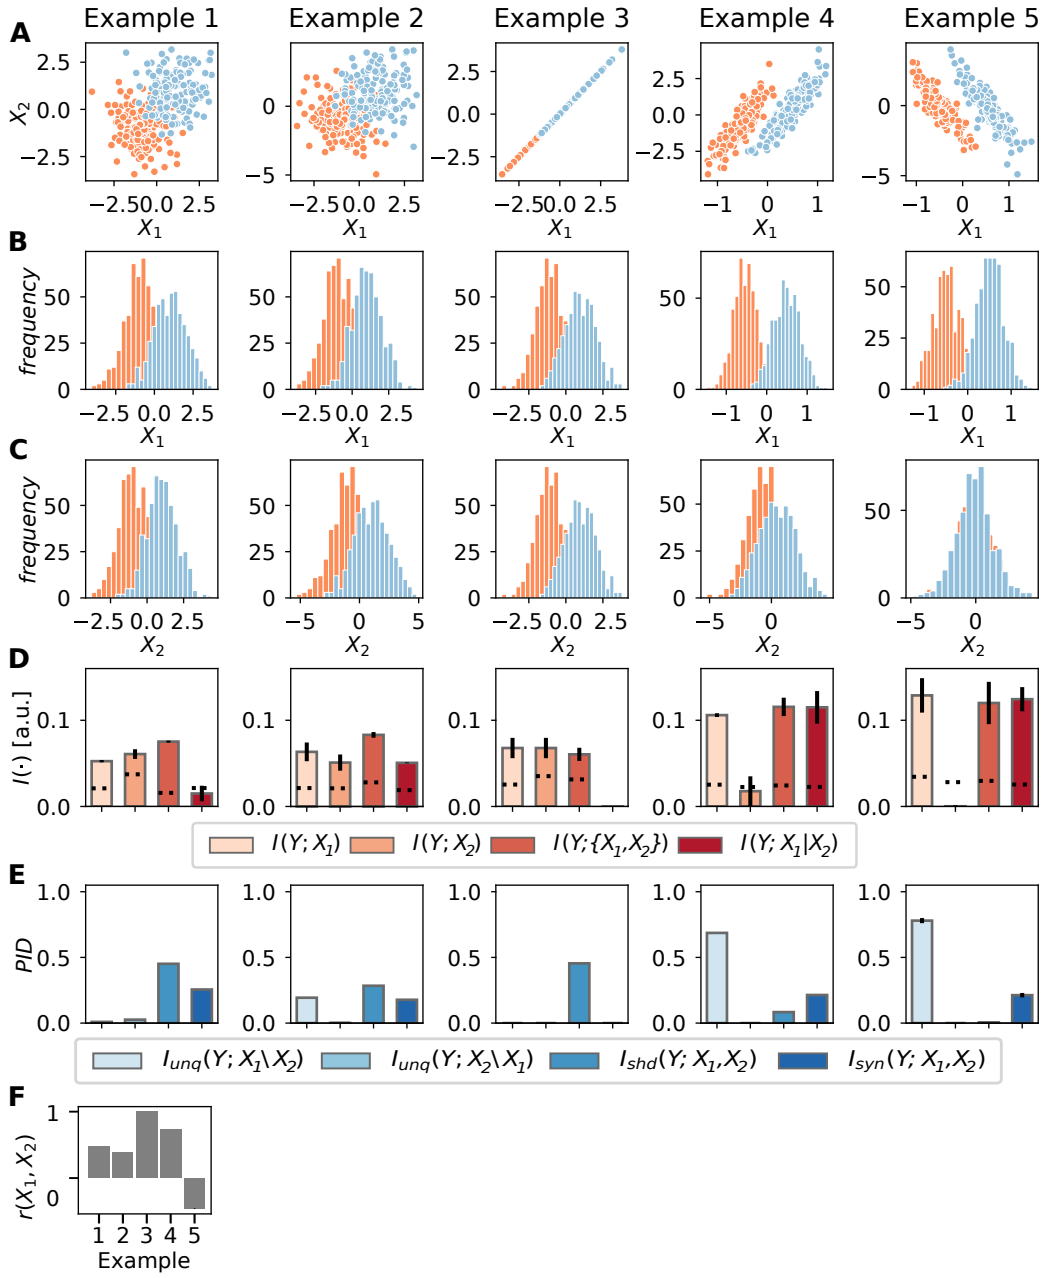 Example 1 Example 2 Example 3 Example 4 Example 5
A
X2
2.5 0.0 −2.5
0 −5
2.5 0.0 −2.5
2.5 0.0 −2.5
0 −5
−2.5 0.0 2.5 −2.5 0.0 2.5 −2.5 0.0 2.5 −1 0 1 −1 0 1
X1 X1 X1 X1 X1
B
frequency
50 25 0
50 25 0
50 25 0
50 0
50 25 0
−2.5 0.0 2.5 −2.5 0.0 2.5 −2.5 0.0 2.5 −1 0 1 −1 0 1
X1 X1 X1 X1 X1
C
frequency
50 25 0
50 25 0
50 25 0
50 25 0
50 0
−2.5 0.0 2.5 −5 0 5 −2.5 0.0 2.5 −5 0 −5 0
X2 X2 X2 X2 X2
D
I(·) [a.u.]
0.1 0.1 0.1 0.1 0.1
0.0 0.0 0.0 0.0 0.0
I(Y; X1) I(Y; X2) I(Y;{X1,X2}) I(Y; X1|X2)
E
PID
1.0 1.0 1.0 1.0 1.0
0.5 0.5 0.5 0.5 0.5
0.0 0.0 0.0 0.0 0.0
Iunq(Y; X1\X2) Iunq(Y; X2\X1) Ishd(Y; X1,X2) Isyn(Y; X1,X2)
F
r(X1, X2)
1
0
1 2 3 4 5
Example